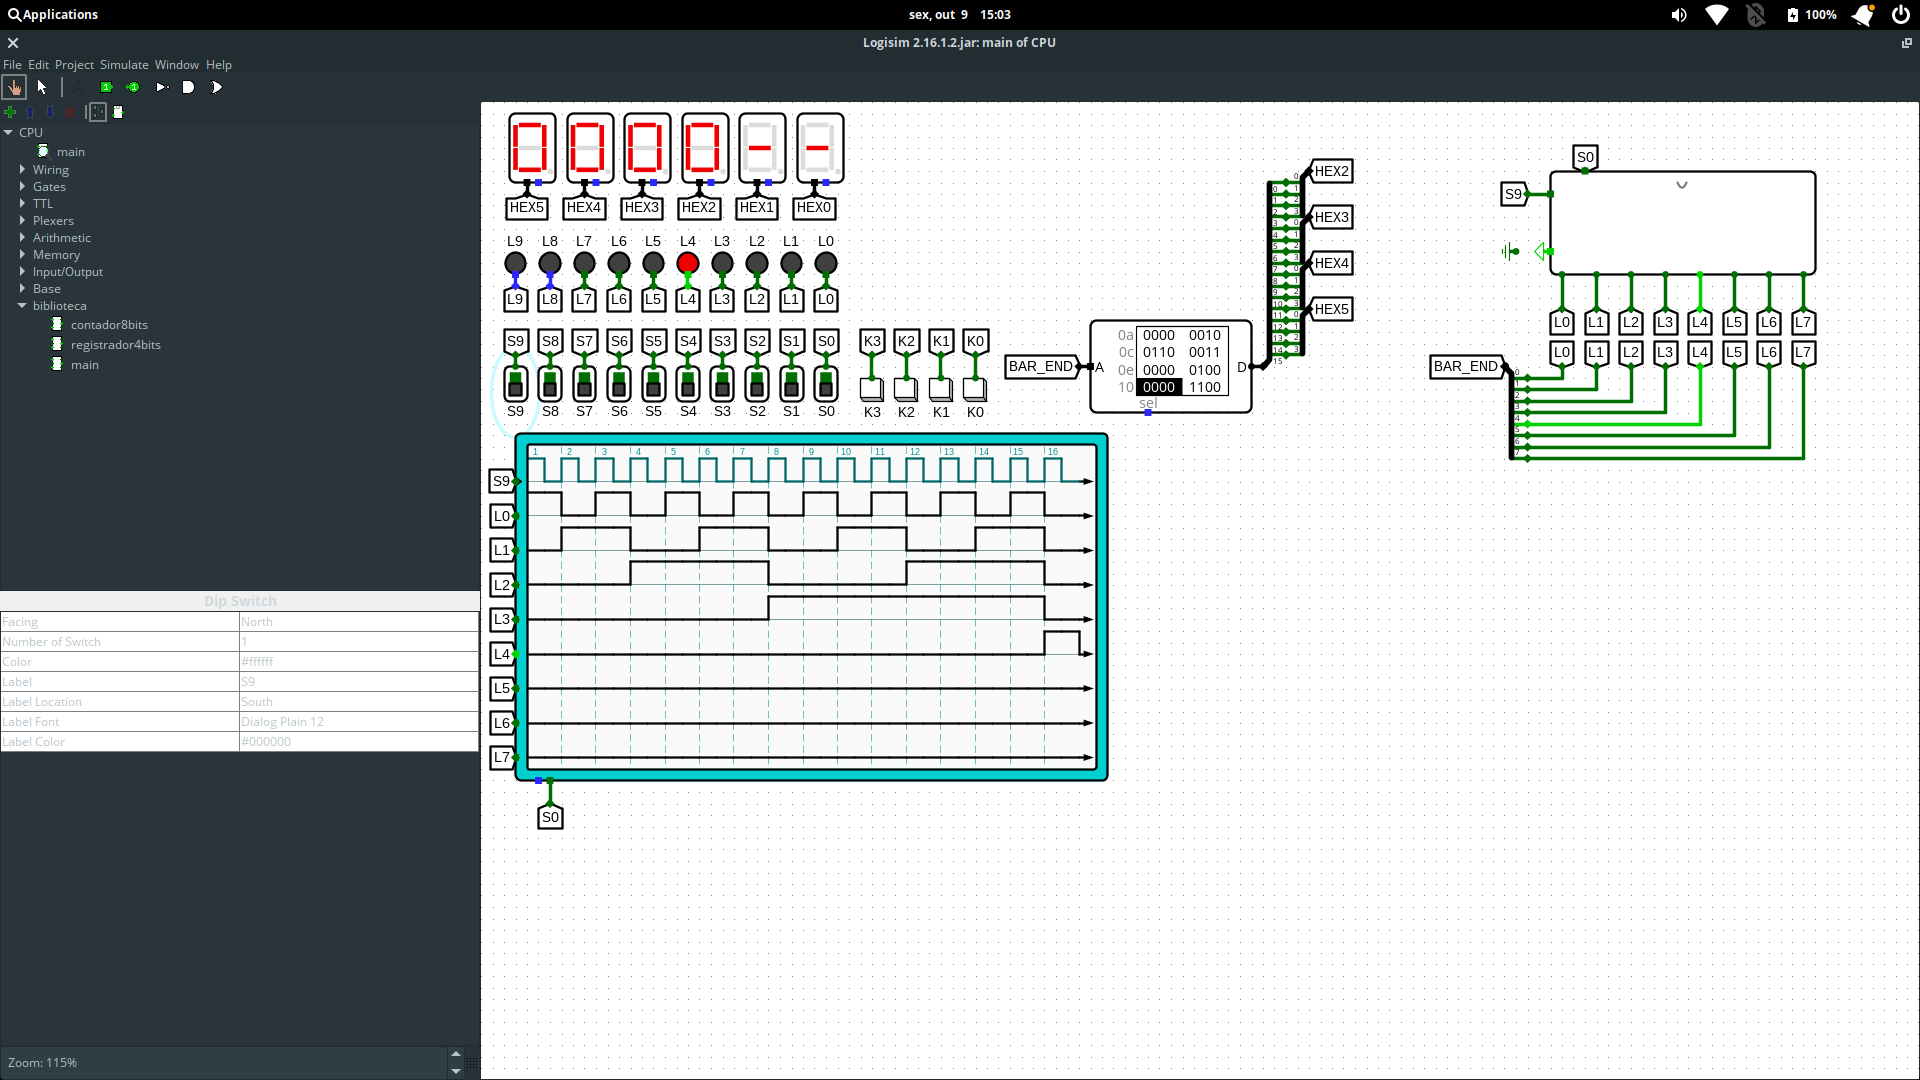 Applications
sex, out 9 15:03
100%
Logisim 2.16.1.2.jar: main of CPU
File Edit Project Simulate Window Help
CPU
main
Wiring
Gates
TTL
Plexers
Arithmetic
Memory
Input/Output
Base
biblioteca
contador8bits
registrador4bits
main
Dip Switch
Facing North
Number of Switch 1
Color #ffffff
Label S9
Label Location South
Label Font Dialog Plain 12
Label Color #000000
Zoom: 115%
HEX5 HEX4 HEX3 HEX2 HEX1 HEX0
L9 L8 L7 L6 L5 L4 L3 L2 L1 L0
L9 L8 L7 L6 L5 L4 L3 L2 L1 L0
S9 S8 S7 S6 S5 S4 S3 S2 S1 S0 K3 K2 K1 K0
S9 S8 S7 S6 S5 S4 S3 S2 S1 S0 K3 K2 K1 K0
1 2 3 4 5 6 7 8 9 10 11 12 13 14 15 16
S9
L0
L1
L2
L3
L4
L5
L6
L7
S0
BAR_END
A
0a 0000 0010
0c 0110 0011
0e 0000 0100
10 0000 1100
sel
D
HEX2
HEX3
HEX4
HEX5
S0
S9
L0 L1 L2 L3 L4 L5 L6 L7
L0 L1 L2 L3 L4 L5 L6 L7
BAR_END